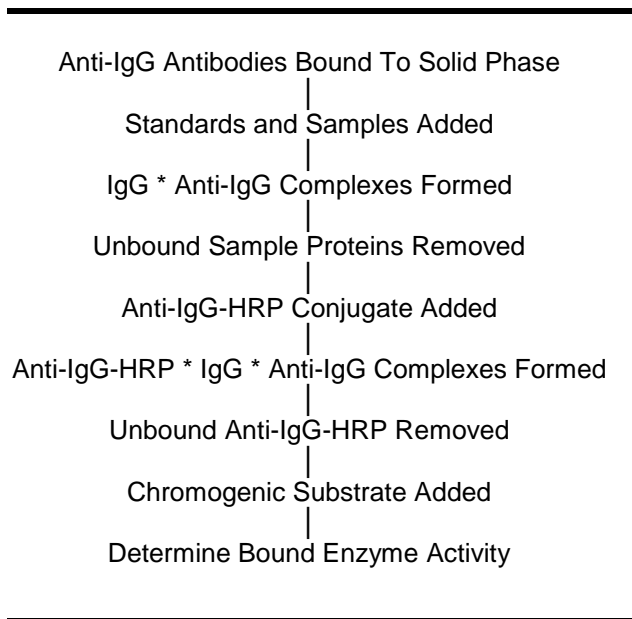 Anti-IgG Antibodies Bound To Solid Phase
Standards and Samples Added
IgG * Anti-IgG Complexes Formed
Unbound Sample Proteins Removed
Anti-IgG-HRP Conjugate Added
Anti-IgG-HRP * IgG * Anti-IgG Complexes Formed
Unbound Anti-IgG-HRP Removed
Chromogenic Substrate Added
Determine Bound Enzyme Activity